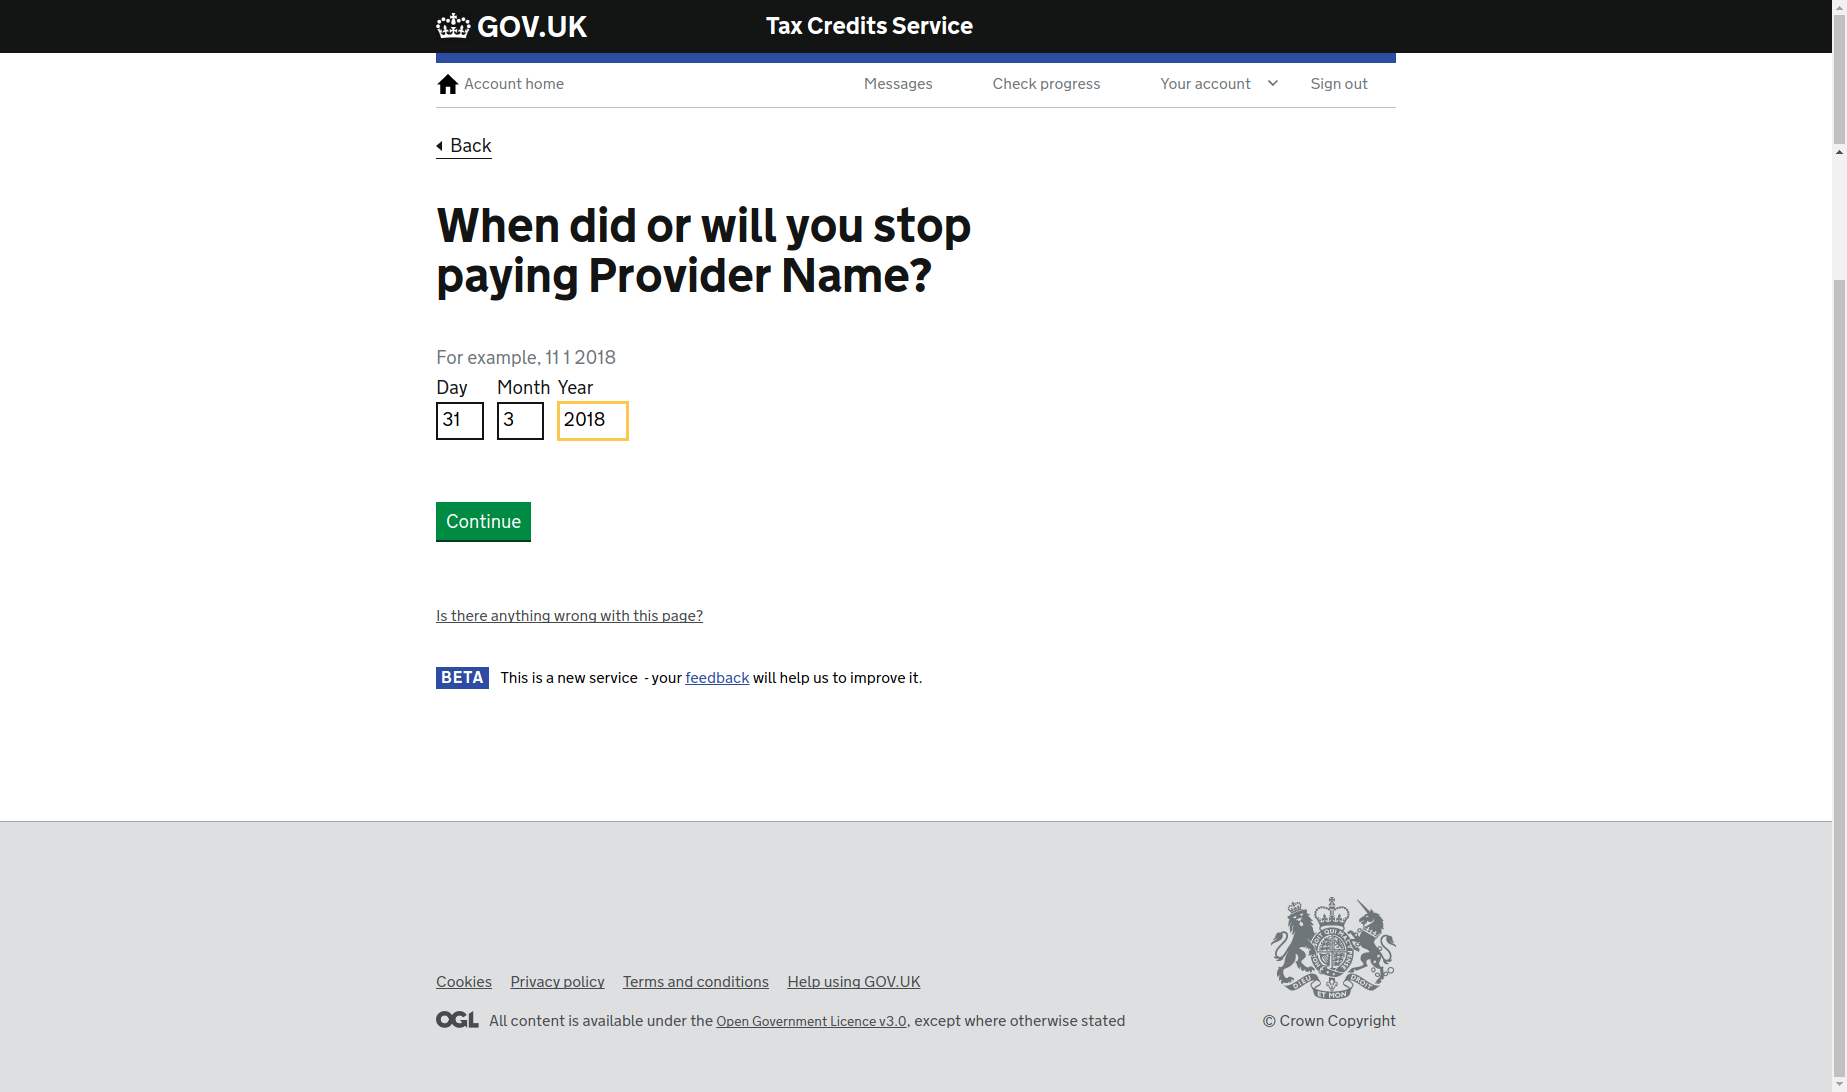 GOV.UK
Tax Credits Service
Account home
Messages
Check progress
Your account
Sign out
Back
When did or will you stop
paying Provider Name?
For example, 11 1 2018
Day Month Year
31 3 2018
Continue
Is there anything wrong with this page?
BETA This is a new service - your feedback will help us to improve it.
Cookies Privacy policy Terms and conditions Help using GOV.UK
OGL All content is available under the Open Government Licence v3.0, except where otherwise stated
© Crown Copyright